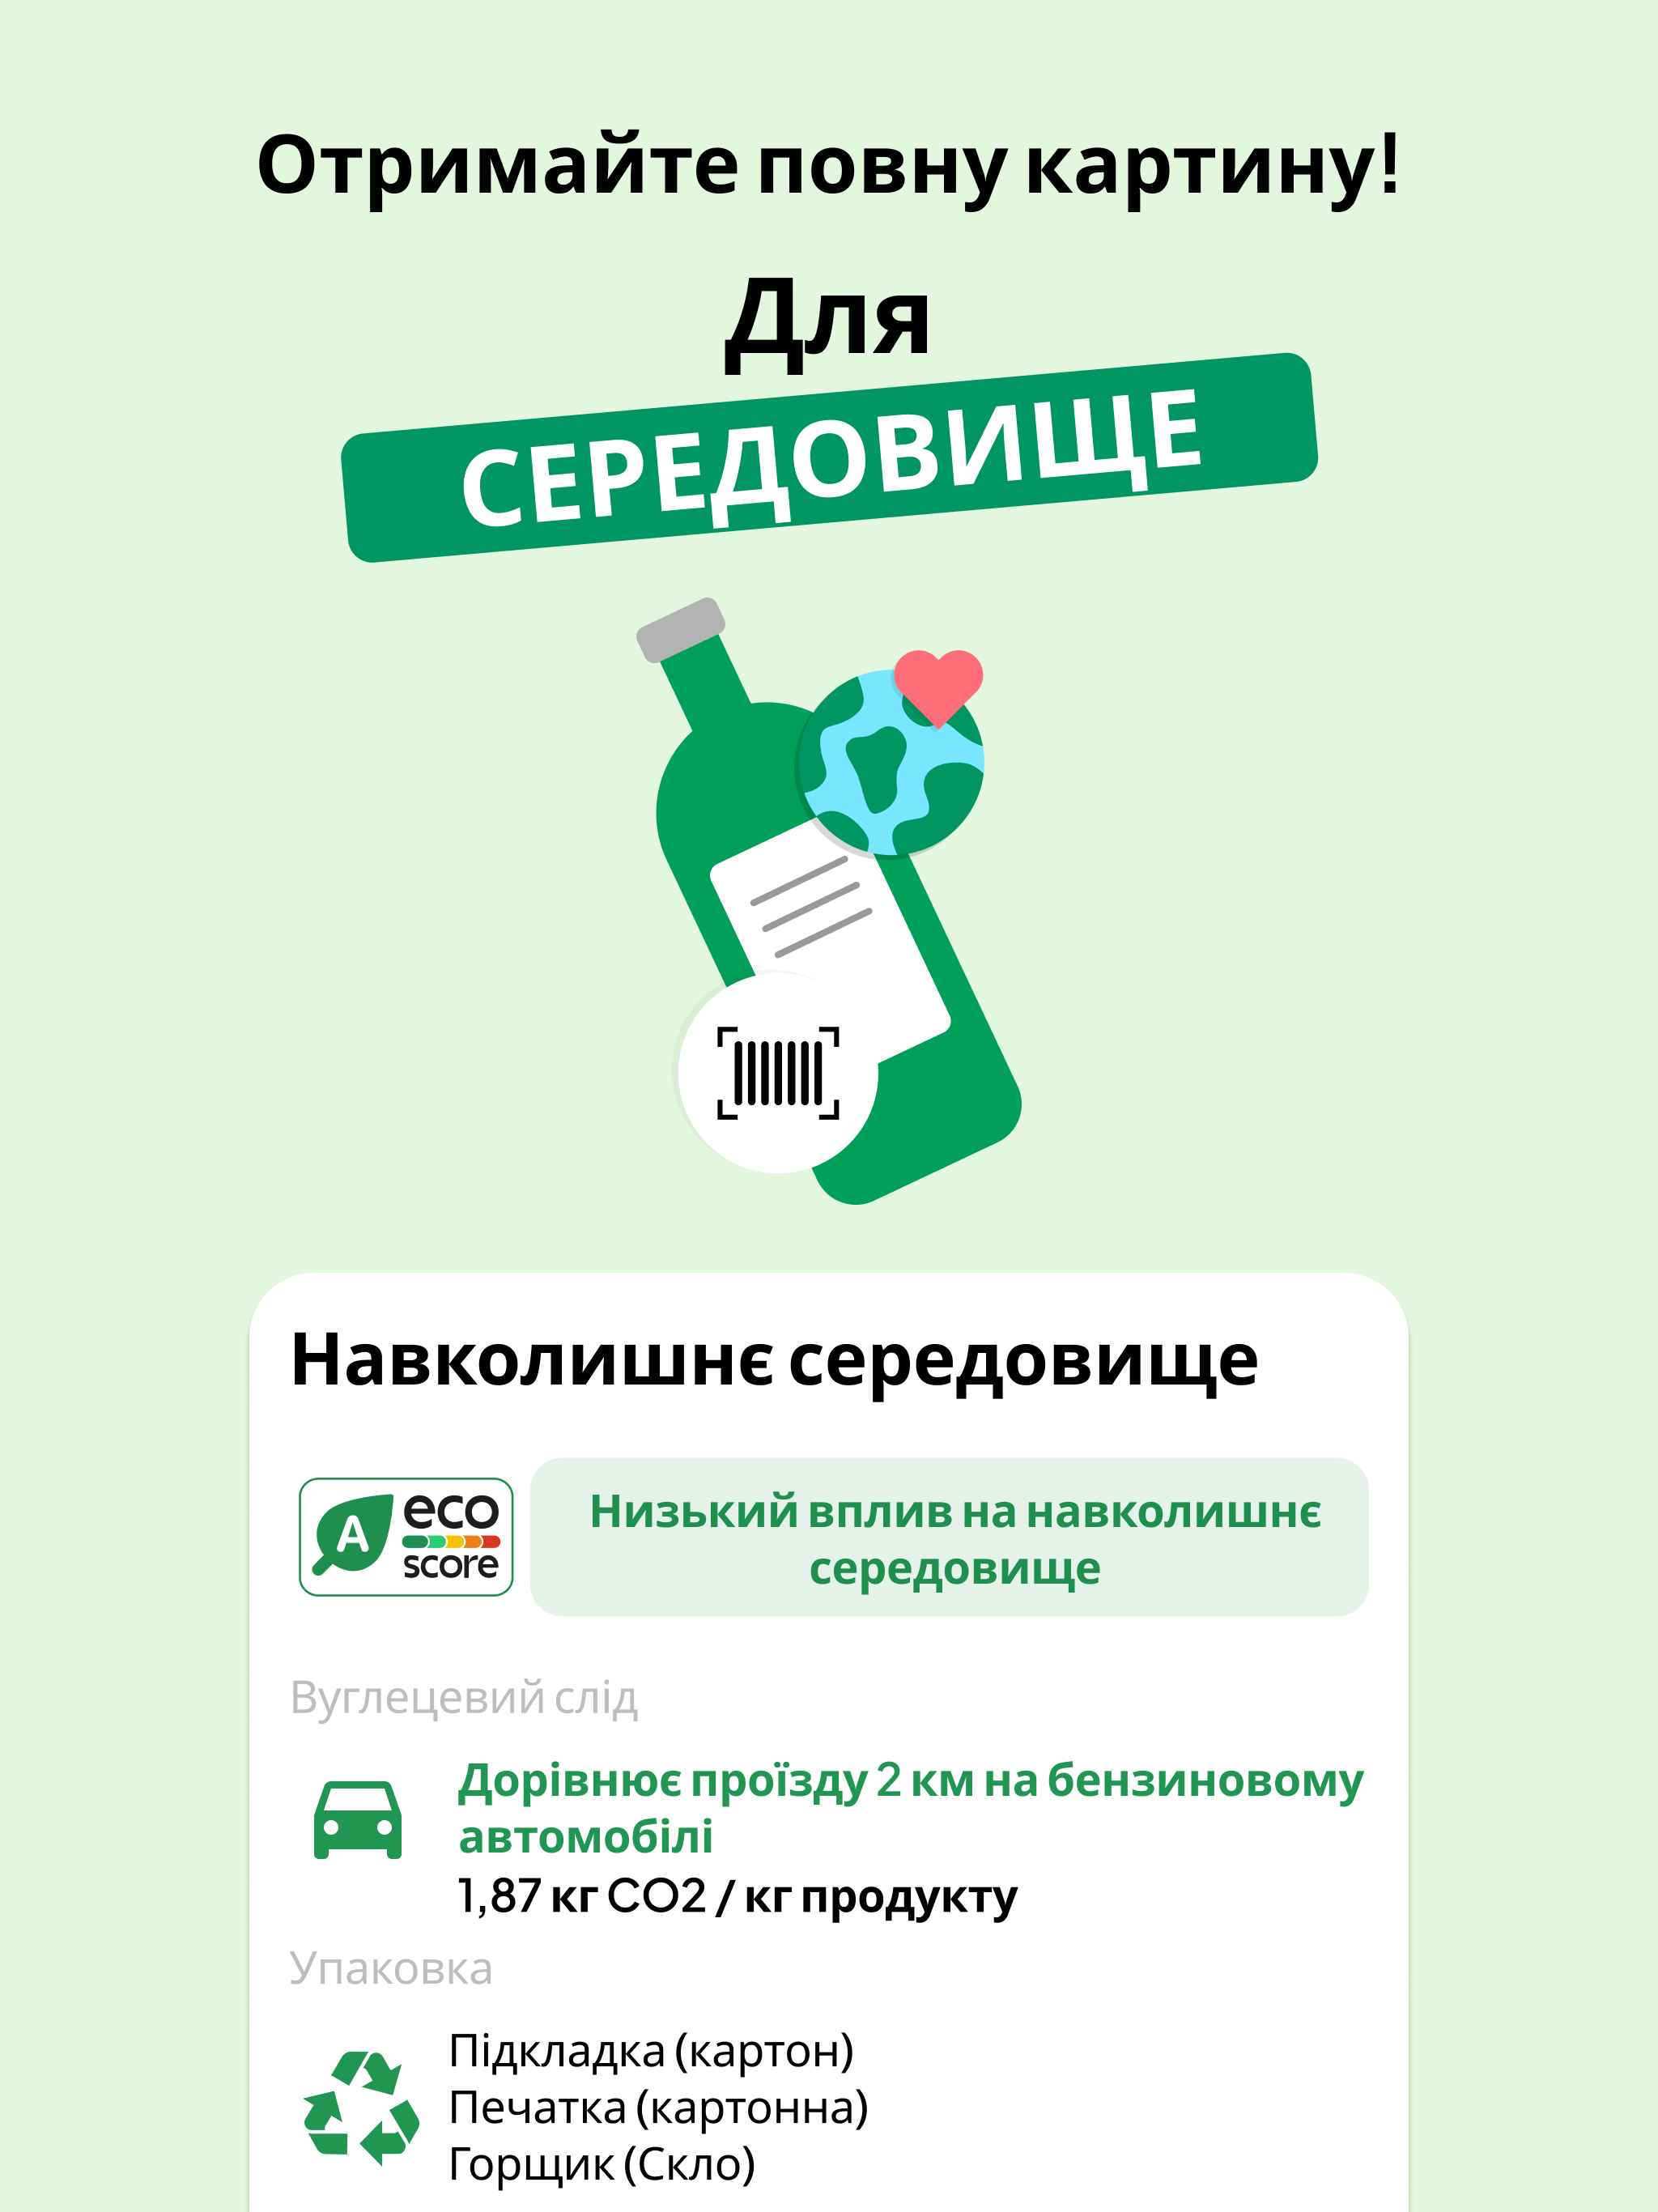 Отримайте повну картину!
Для
СЕРЕДОВИЩЕ
Навколишнє середовище
A
eco
score
Низький вплив на навколишнє
середовище
Вуглецевий слід
Дорівнює проїзду 2 км на бензиновому
автомобілі
1,87 кг CO2 / кг продукту
Упаковка
Підкладка (картон)
Печатка (картонна)
Горщик (Скло)